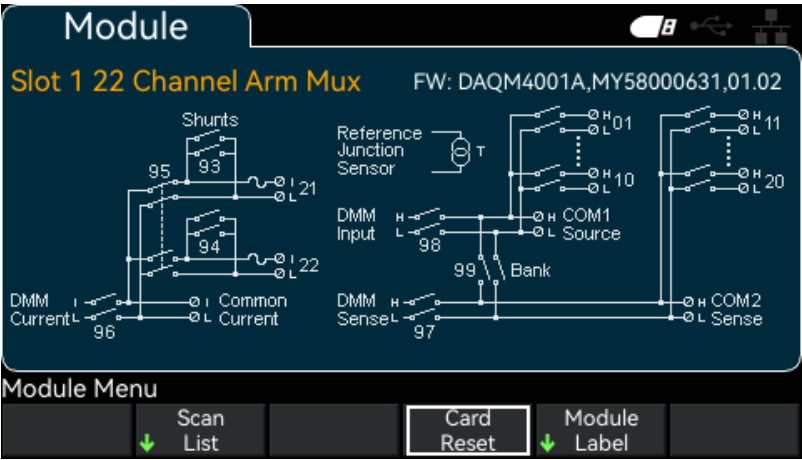 Module
Slot 1 22 Channel Arm Mux
FW: DAQM4001A,MY58000631,01.02
Shunts
95
93
I
21
L
94
I
22
L
DMM I
Current L
96
I Common
L Current
Reference
Junction
Sensor
T
H
01
L
H
10
L
H
11
L
H
20
L
DMM H
Input L
98
H COM1
L Source
99
Bank
DMM H
Sense L
97
H COM2
L Sense
Module Menu
Scan
List
Card
Reset
Module
Label